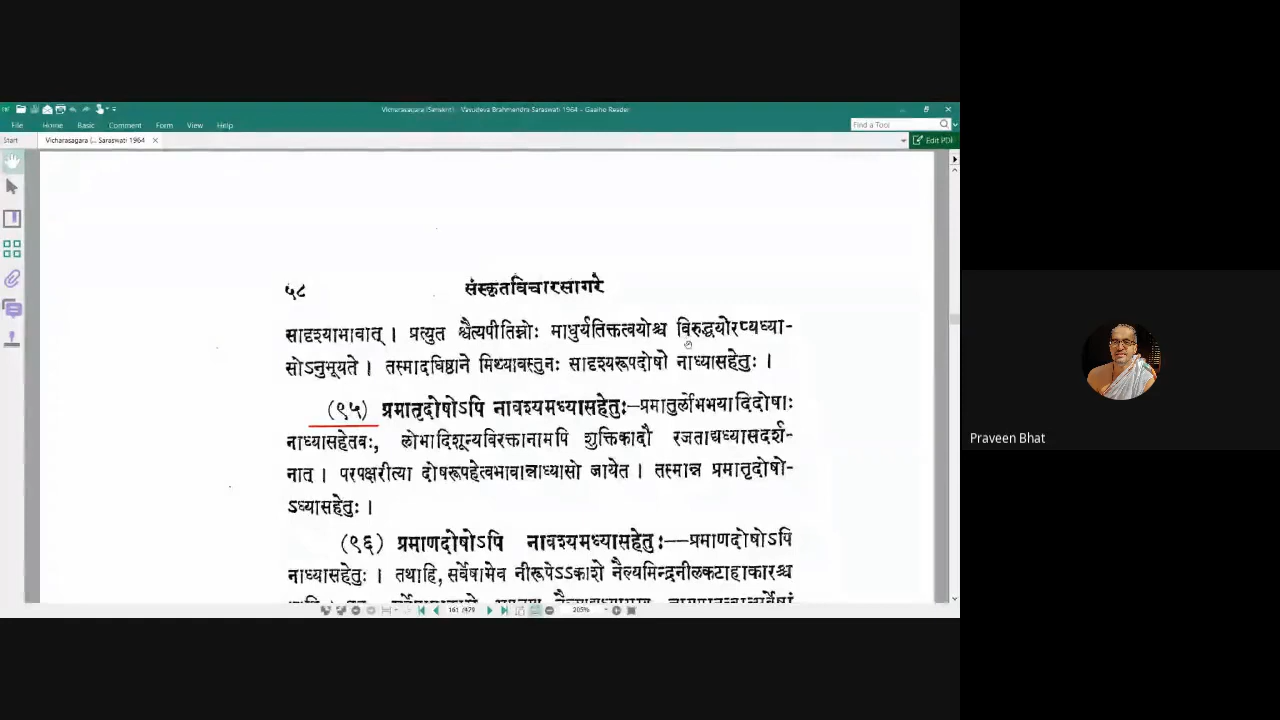 Vicharasagara (Sanskrit) - Vasudeva Brahmendra Saraswati 1964 - Gaaiho Reader
File Home Basic Comment Form View Help
Find a Tool
Start Vicharasagara (... Saraswati 1964 ×
Edit PDF
५८ संस्कृतविचारसागरे
सादृश्याभावात् । प्रत्युत श्वैत्यपीतिम्नोः माधुर्यतिक्तत्वयोश्च विरुद्धयोरप्यध्या-
सोऽनुभूयते । तस्मादधिष्ठाने मिथ्यावस्तुनः सादृश्यरूपदोषो नाध्यासहेतुः ।
(९५) प्रमातृदोषोऽपि नावश्यमध्यासहेतुः—प्रमातुर्लोभभयादिदोषाः
नाध्यासहेतवः, लोभादिशून्यविरक्तानामपि शुक्तिकादौ रजताद्यध्यासदर्श-
नात् । परपक्षरीत्या दोषरूपहेत्वभावान्नाध्यासो जायेत । तस्मान्न प्रमातृदोषो-
ऽध्यासहेतुः ।
(९६) प्रमाणदोषोऽपि नावश्यमध्यासहेतुः—प्रमाणदोषोऽपि
नाध्यासहेतुः । तथाहि, सर्वेषामेव नीरूपेऽऽकाशे नैल्यमिन्द्रनीलकटाहाकारश्च
161 /479
205%
Praveen Bhat